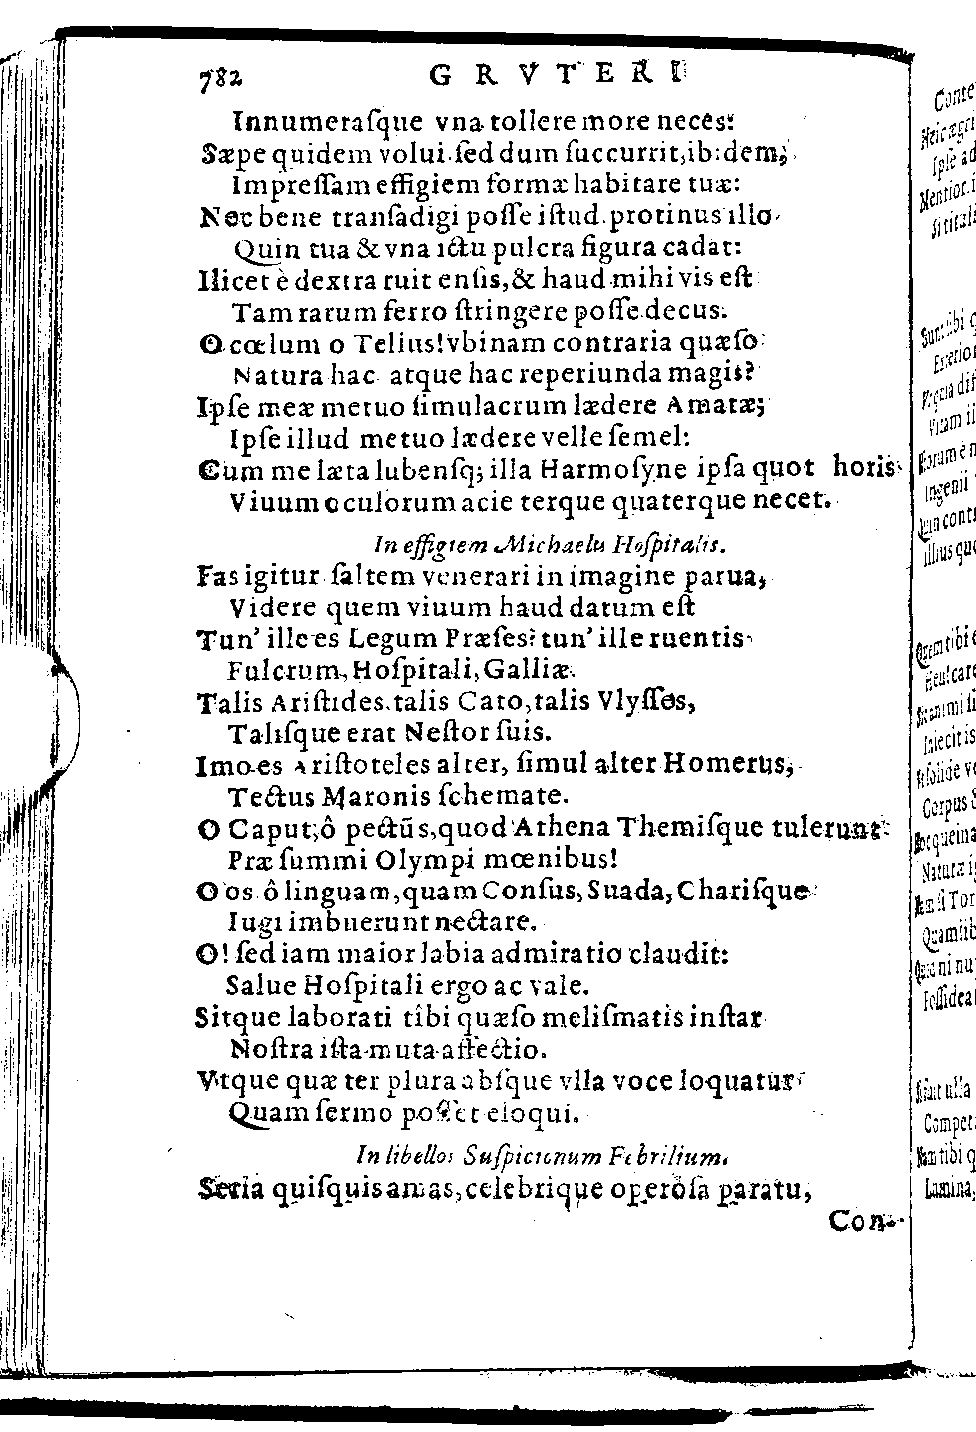 782 GRVTERI
Innumeraſque vna tollere more neces:
Sæpe quidem volui. ſed dum ſuccurrit, ibidem,
Impreſſam effigiem formæ habitare tuæ:
Nec bene tranſadigi poſſe iſtud protinus illo
Quin tua & vna ictu pulcra figura cadat:
Ilicet è dextra ruit enſis, & haud mihi vis eſt
Tam rarum ferro ſtringere poſſe decus.
O cœlum o Telius! vbinam contraria quæſo
Natura hac atque hac reperiunda magis?
Ipſe meæ metuo ſimulacrum lædere Amatæ;
Ipſe illud metuo lædere velle ſemel:
Cum me læta lubenſq; illa Harmoſyne ipſa quot horis
Viuum oculorum acie terque quaterque necet.
In effigiem Michaelis Hoſpitalis.
Fas igitur ſaltem venerari in imagine parua,
Videre quem viuum haud datum eſt
Tun' ille es Legum Præſes? tun' ille ruentis
Fulcrum, Hoſpitali, Galliæ.
Talis Ariſtides, talis Cato, talis Vlyſſes,
Taliſque erat Neſtor ſuis.
Imo es Ariſtoteles alter, ſimul alter Homerus,
Tectus Maronis ſchemate.
O Caput, ô pectũs, quod Athena Themiſque tulerunt
Præ ſummi Olympi mœnibus!
O os ô linguam, quam Conſus, Suada, Chariſque
Iugi imbuerunt nectare.
O! ſed iam maior labia admiratio claudit:
Salue Hoſpitali ergo ac vale.
Sitque laborati tibi quæſo meliſmatis inſtar
Noſtra iſta muta affectio.
Vtque quæ ter plura abſque vlla voce loquatur
Quam ſermo poſſet eloqui.
In libellos Suſpicionum Febrilium.
Seria quiſquis amas, celebrique operoſa paratu,
Con-